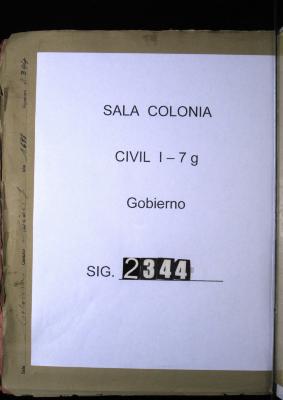 SALA COLONIA
CIVIL I – 7 g
Gobierno
SIG. 2344